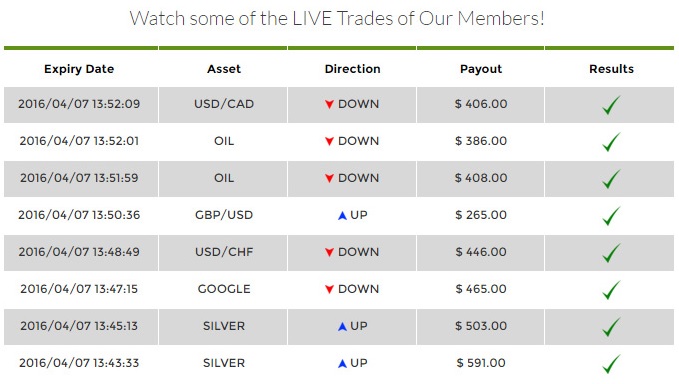 Watch some of the LIVE Trades of Our Members!
Expiry Date Asset Direction Payout Results
2016/04/07 13:52:09 USD/CAD DOWN $ 406.00
2016/04/07 13:52:01 OIL DOWN $ 386.00
2016/04/07 13:51:59 OIL DOWN $ 408.00
2016/04/07 13:50:36 GBP/USD UP $ 265.00
2016/04/07 13:48:49 USD/CHF DOWN $ 446.00
2016/04/07 13:47:15 GOOGLE DOWN $ 465.00
2016/04/07 13:45:13 SILVER UP $ 503.00
2016/04/07 13:43:33 SILVER UP $ 591.00